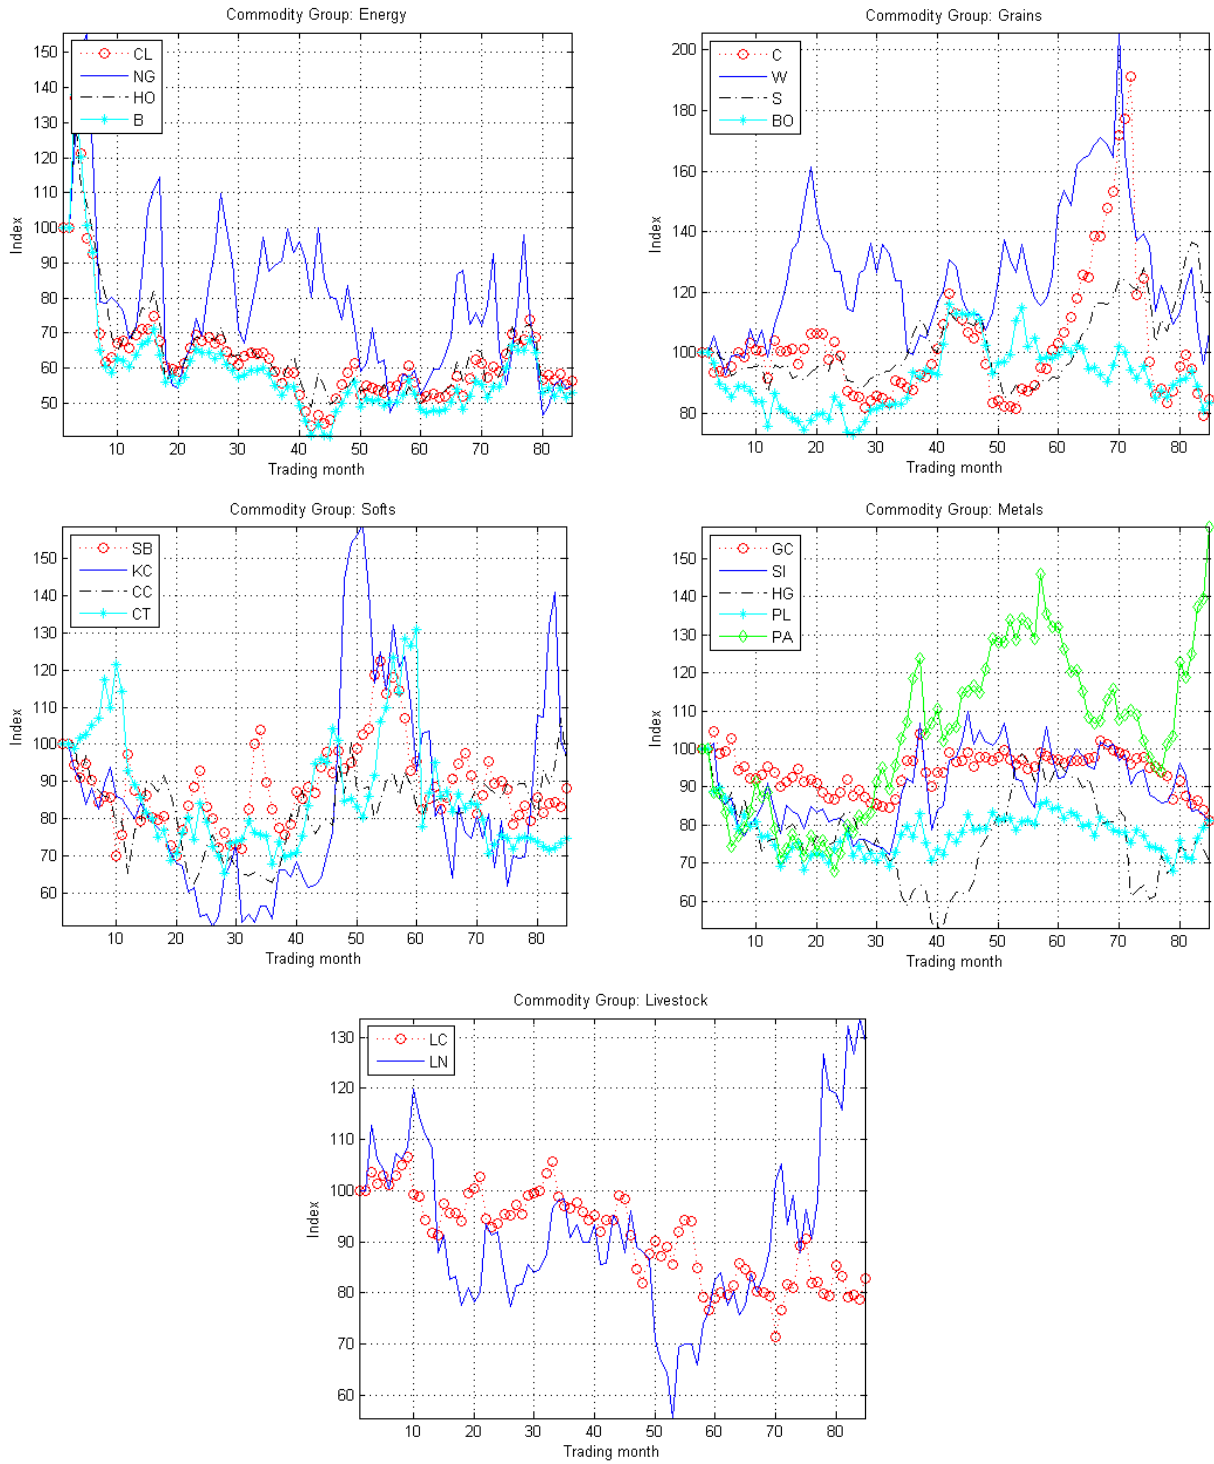 Commodity Group: Energy
150
140
130
120
110
100
90
80
70
60
50
CL
NG
HO
B
Index
10 20 30 40 50 60 70 80
Trading month
Commodity Group: Grains
200
180
160
140
120
100
80
C
W
S
BO
Index
10 20 30 40 50 60 70 80
Trading month
Commodity Group: Softs
150
140
130
120
110
100
90
80
70
60
SB
KC
CC
CT
Index
10 20 30 40 50 60 70 80
Trading month
Commodity Group: Metals
150
140
130
120
110
100
90
80
70
60
GC
SI
HG
PL
PA
Index
10 20 30 40 50 60 70 80
Trading month
Commodity Group: Livestock
130
120
110
100
90
80
70
60
LC
LN
Index
10 20 30 40 50 60 70 80
Trading month